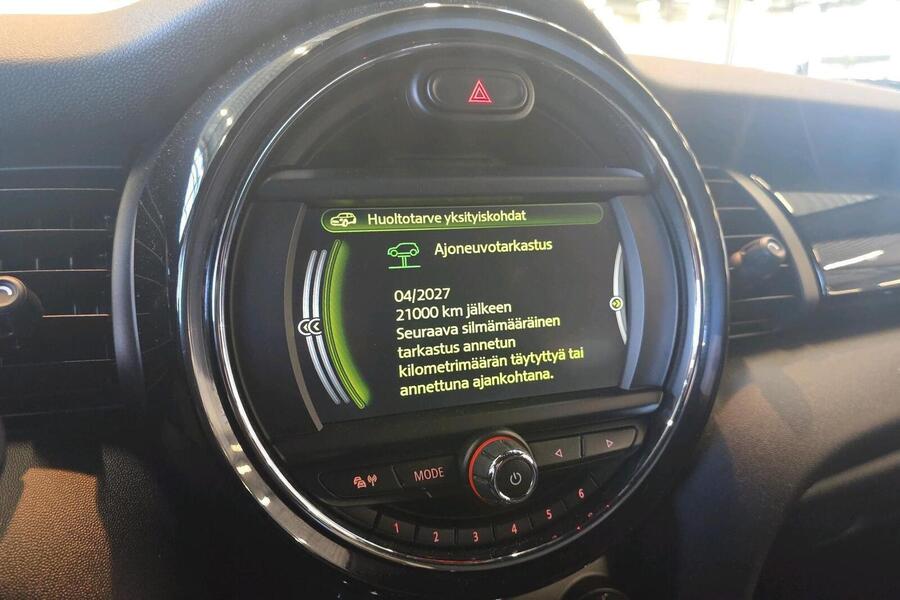 Huoltotarve yksityiskohdat
Ajoneuvotarkastus
04/2027
21000 km jälkeen
Seuraava silmämääräinen
tarkastus annetun
kilometrimäärän täytyttyä tai
annettuna ajankohtana.
MODE
1 2 3 4 5 6